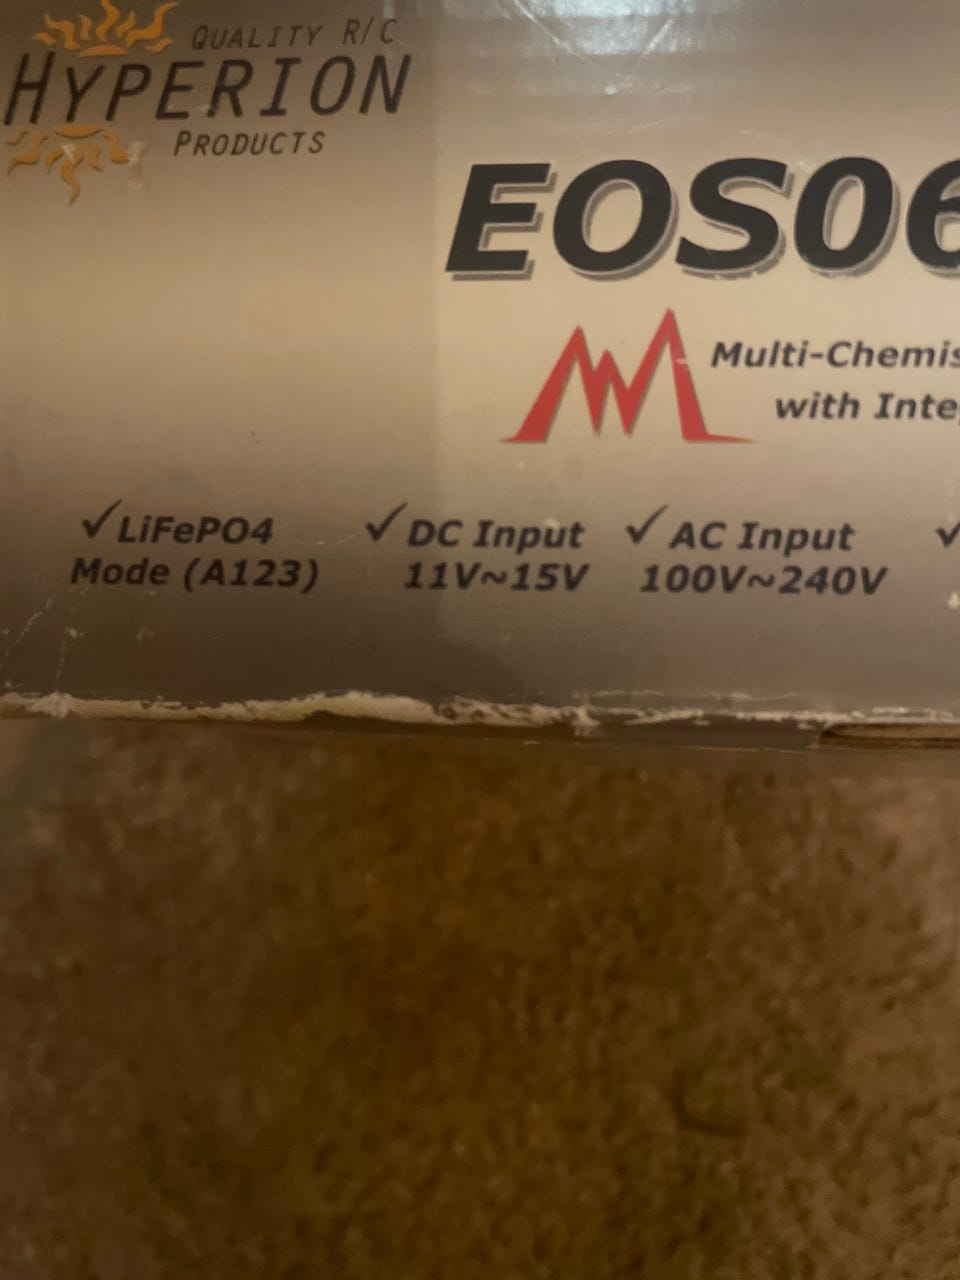 QUALITY R/C
HYPERION
PRODUCTS
EOS06
Multi-Chemis
with Inte
✓LiFePO4
Mode (A123)
✓DC Input
11V~15V
✓AC Input
100V~240V
✓